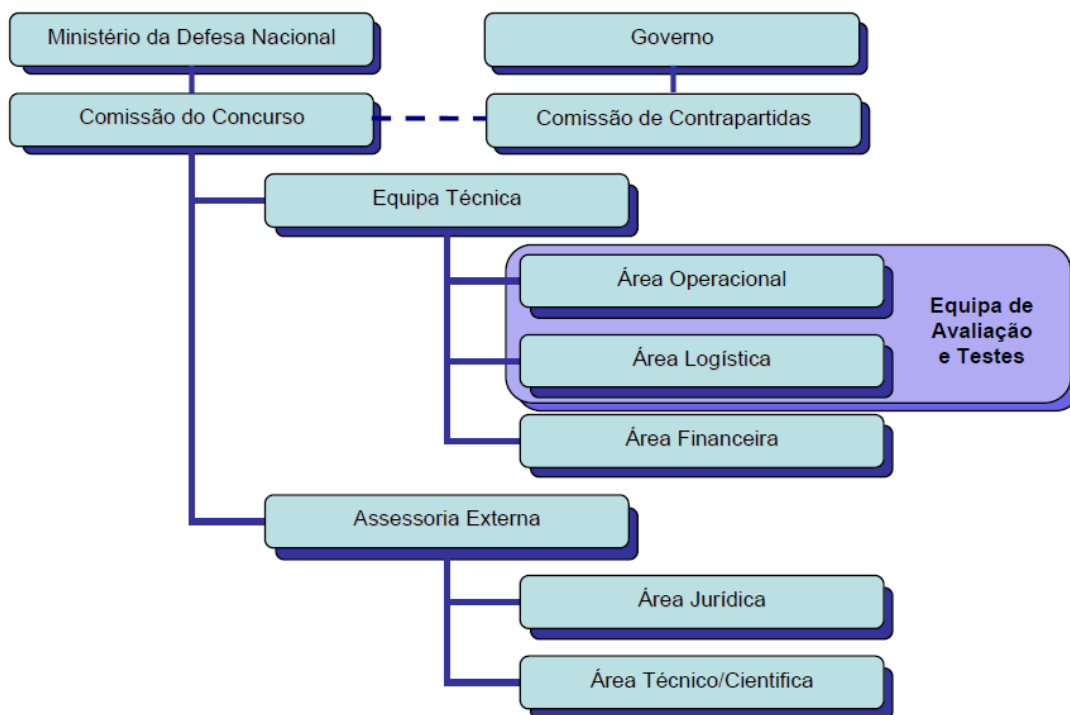 Ministério da Defesa Nacional
Governo
Comissão do Concurso
Comissão de Contrapartidas
Equipa Técnica
Área Operacional
Equipa de
Avaliação
e Testes
Área Logística
Área Financeira
Assessoria Externa
Área Jurídica
Área Técnico/Cientifica